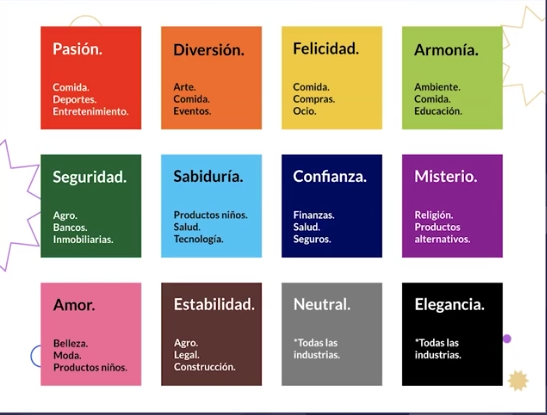 Pasión.
Comida.
Deportes.
Entretenimiento.
Diversión.
Arte.
Comida.
Eventos.
Felicidad.
Comida.
Compras.
Ocio.
Armonía.
Ambiente.
Comida.
Educación.
Seguridad.
Agro.
Bancos.
Inmobiliarias.
Sabiduría.
Productos niños.
Salud.
Tecnología.
Confianza.
Finanzas.
Salud.
Seguros.
Misterio.
Religión.
Productos
alternativos.
Amor.
Belleza.
Moda.
Productos niños.
Estabilidad.
Agro.
Legal.
Construcción.
Neutral.
*Todas las
industrias.
Elegancia.
*Todas las
industrias.